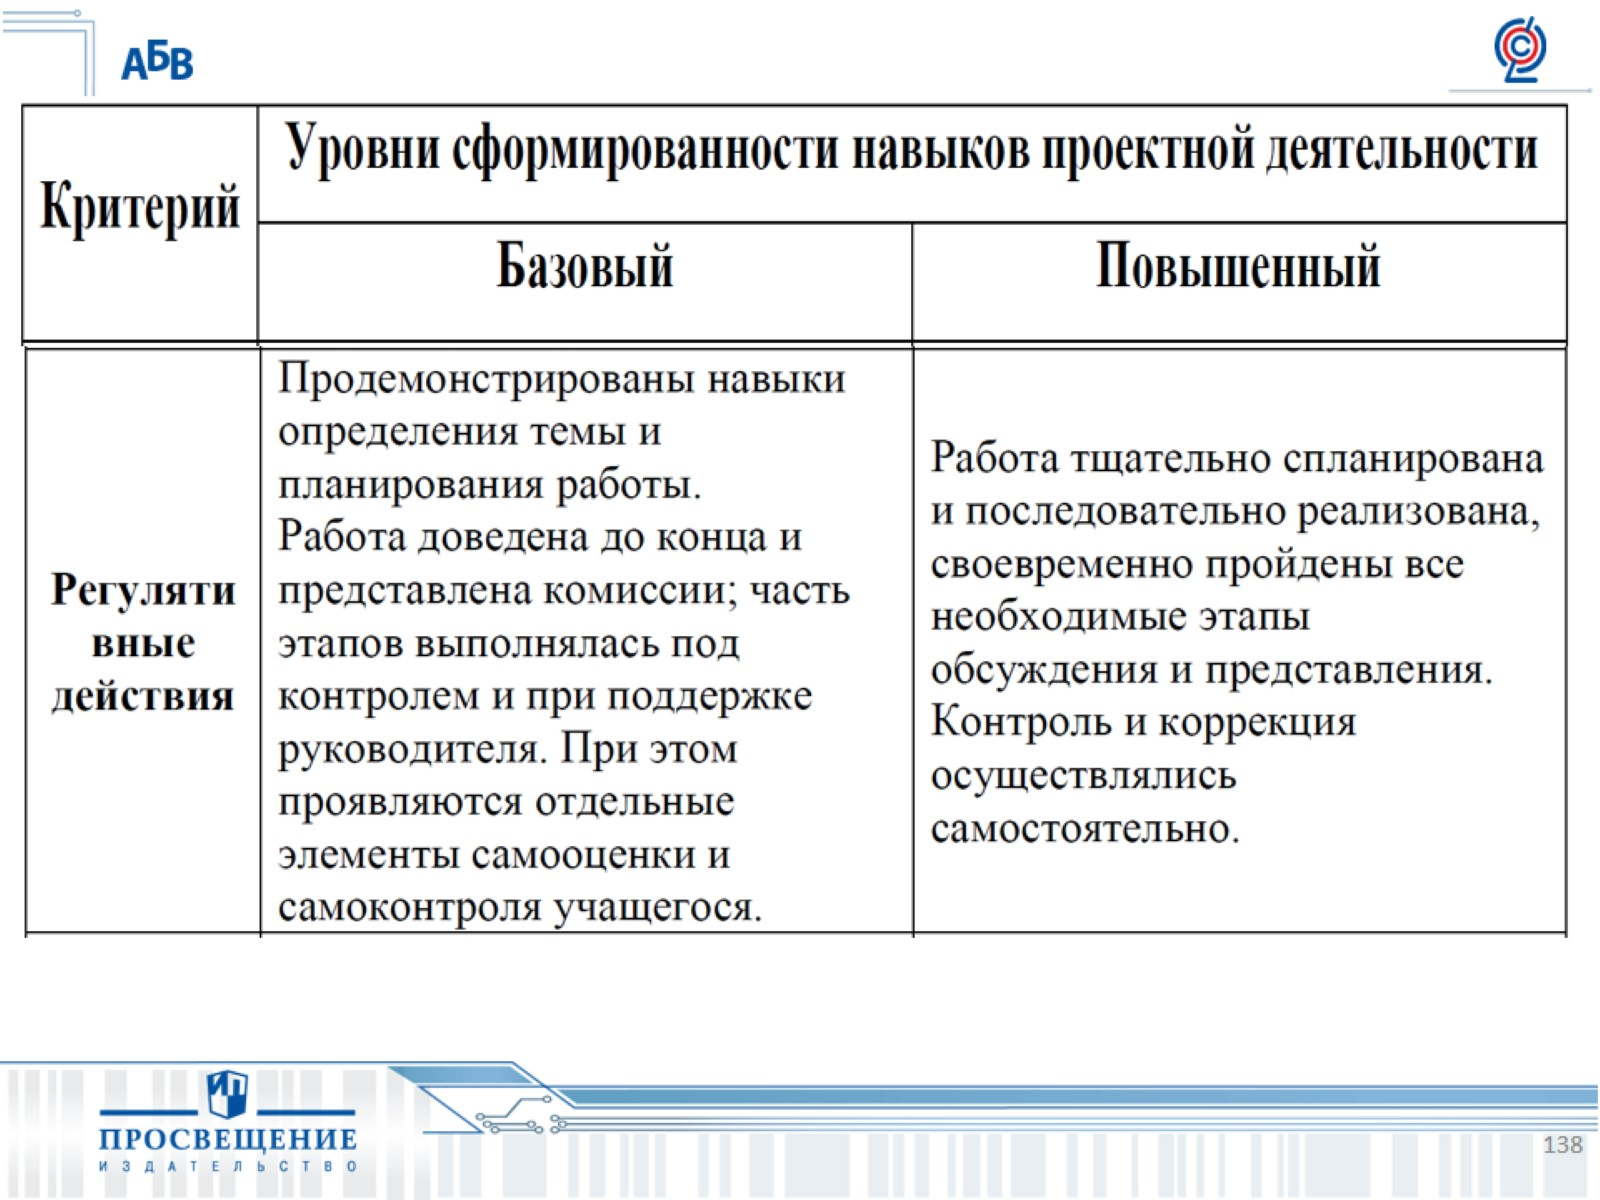 АБВ
Уровни сформированности навыков проектной деятельности
Критерий
Базовый
Повышенный
Регуляти
вные
действия
Продемонстрированы навыки
определения темы и
планирования работы.
Работа доведена до конца и
представлена комиссии; часть
этапов выполнялась под
контролем и при поддержке
руководителя. При этом
проявляются отдельные
элементы самооценки и
самоконтроля учащегося.
Работа тщательно спланирована
и последовательно реализована,
своевременно пройдены все
необходимые этапы
обсуждения и представления.
Контроль и коррекция
осуществлялись
самостоятельно.
ИП
ПРОСВЕЩЕНИЕ
ИЗДАТЕЛЬСТВО
138